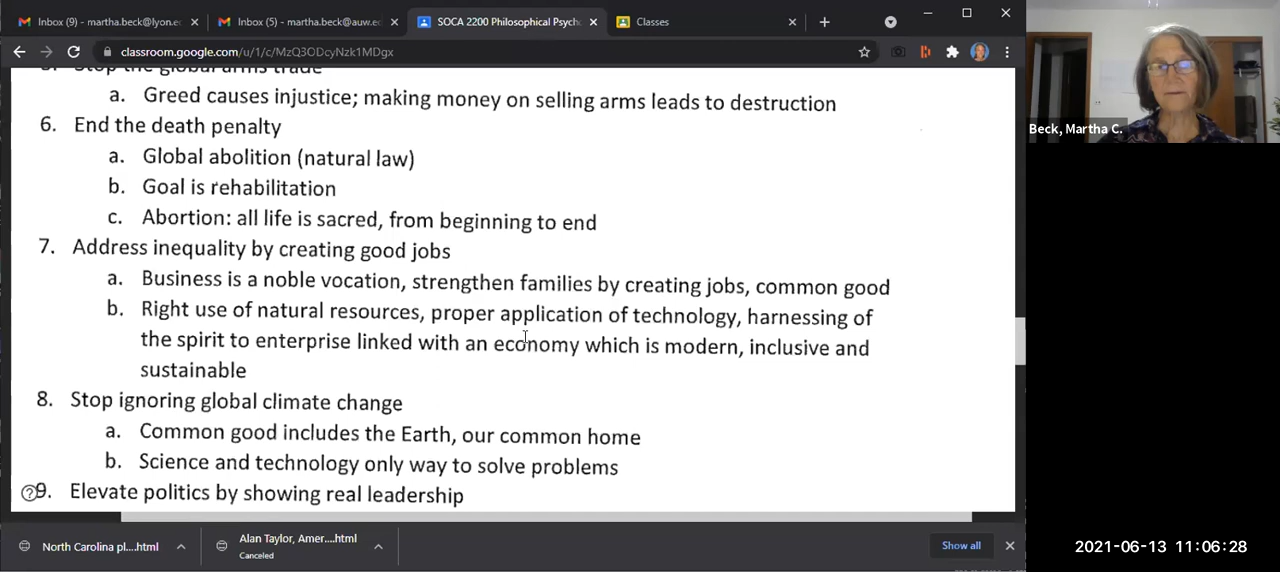 Inbox (9) - martha.beck@lyon.e
Inbox (5) - martha.beck@auw.e
SOCA 2200 Philosophical Psych
Classes
classroom.google.com/u/1/c/MzQ3ODcyNzk1MDgx
Stop the global arms trade
a. Greed causes injustice; making money on selling arms leads to destruction
6. End the death penalty
a. Global abolition (natural law)
b. Goal is rehabilitation
c. Abortion: all life is sacred, from beginning to end
7. Address inequality by creating good jobs
a. Business is a noble vocation, strengthen families by creating jobs, common good
b. Right use of natural resources, proper application of technology, harnessing of
the spirit to enterprise linked with an economy which is modern, inclusive and
sustainable
8. Stop ignoring global climate change
a. Common good includes the Earth, our common home
b. Science and technology only way to solve problems
9. Elevate politics by showing real leadership
North Carolina pl....html
Alan Taylor, Amer....html
Canceled
Show all
Beck, Martha C.
2021-06-13 11:06:28